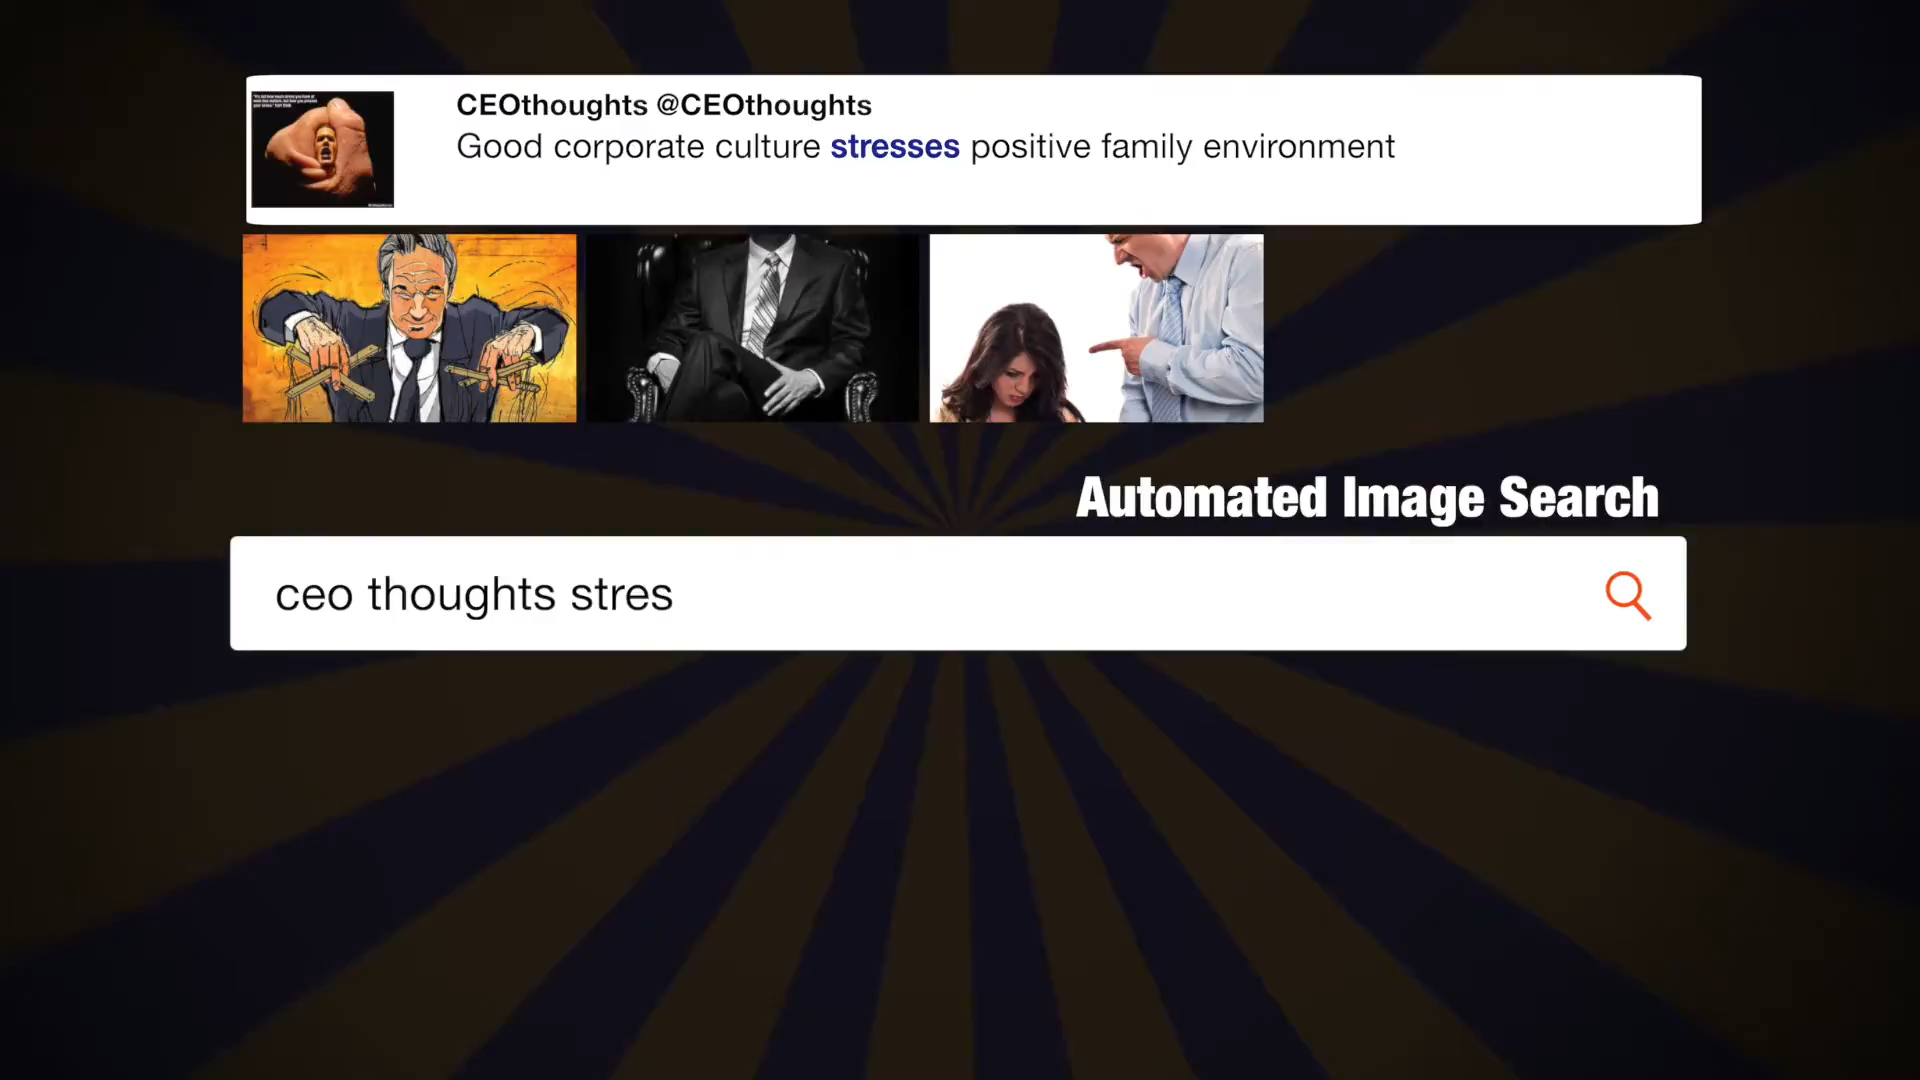 CEOthoughts @CEOthoughts
Good corporate culture stresses positive family environment
Automated Image Search
ceo thoughts stres